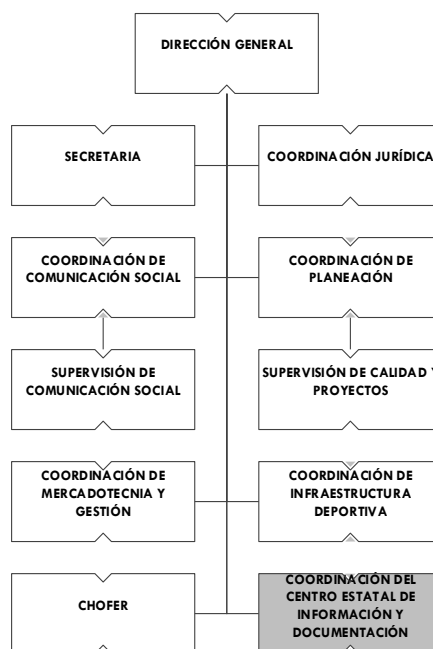 DIRECCIÓN GENERAL
SECRETARIA
COORDINACIÓN JURÍDICA
COORDINACIÓN DE
COMUNICACIÓN SOCIAL
COORDINACIÓN DE
PLANEACIÓN
SUPERVISIÓN DE
COMUNICACIÓN SOCIAL
SUPERVISIÓN DE CALIDAD Y
PROYECTOS
COORDINACIÓN DE
MERCADOTECNIA Y
GESTIÓN
COORDINACIÓN DE
INFRAESTRUCTURA
DEPORTIVA
CHOFER
COORDINACIÓN DEL
CENTRO ESTATAL DE
INFORMACIÓN Y
DOCUMENTACIÓN